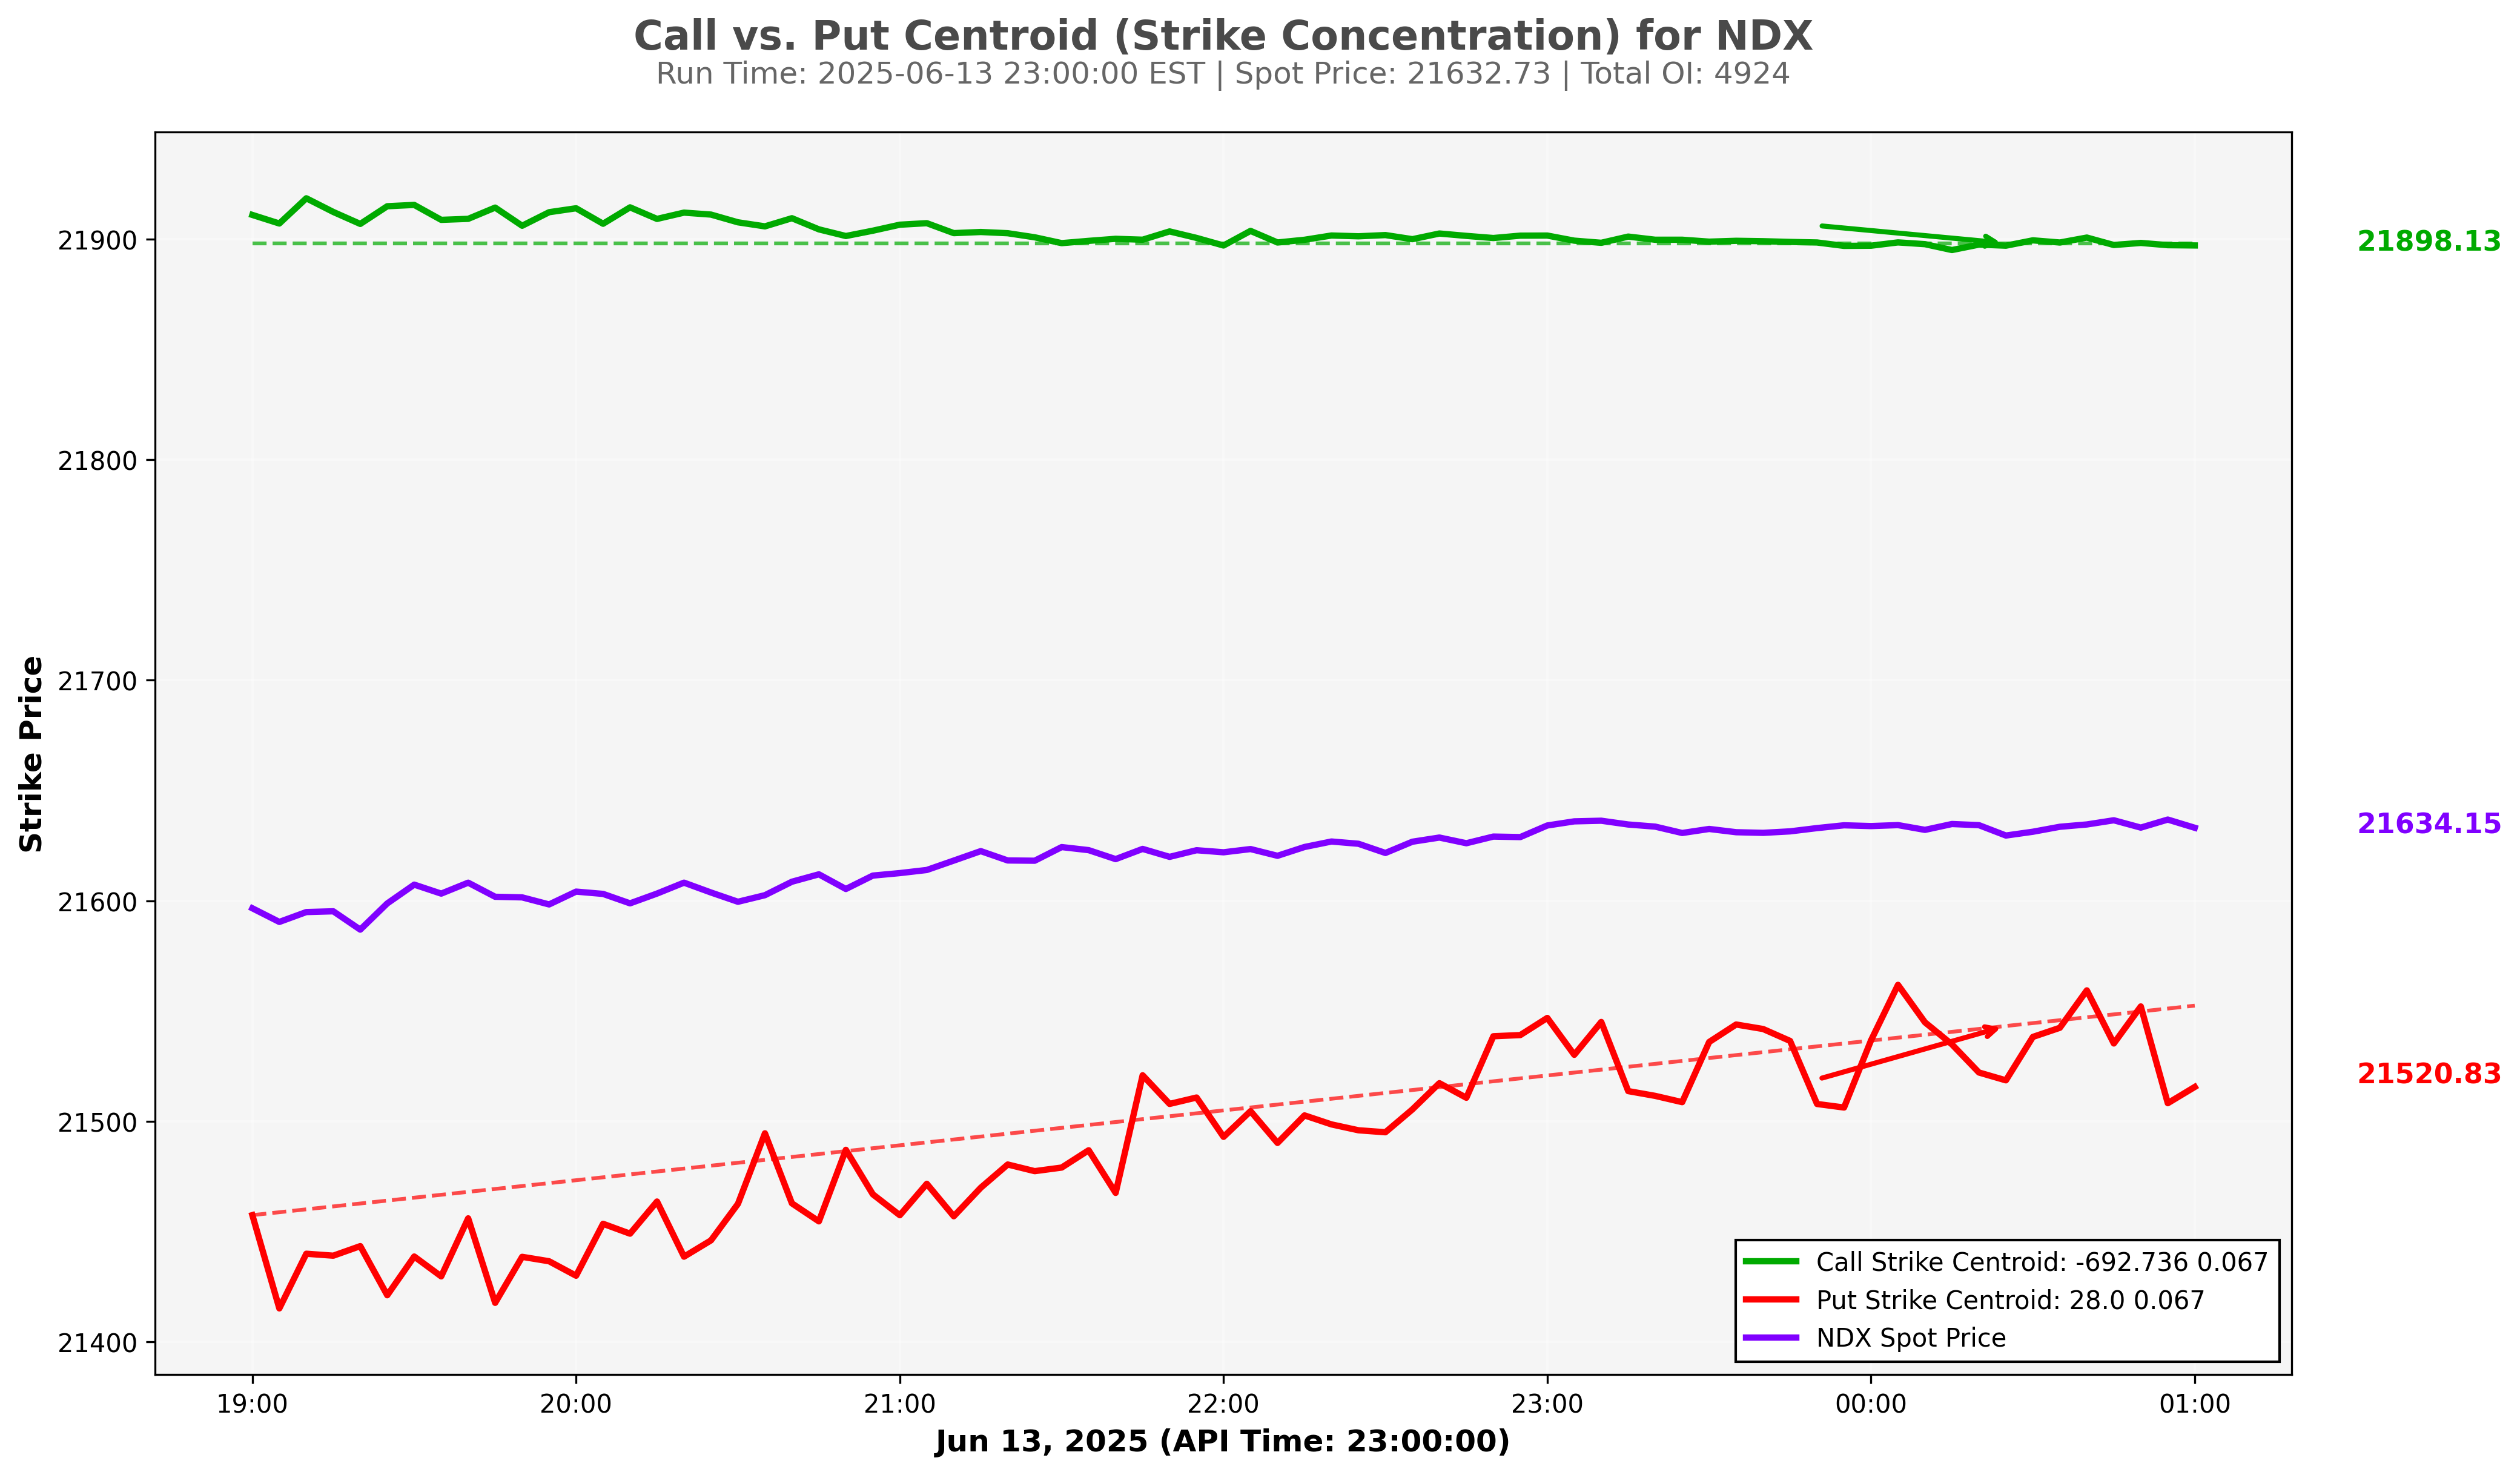 Call vs. Put Centroid (Strike Concentration) for NDX
Run Time: 2025-06-13 23:00:00 EST | Spot Price: 21632.73 | Total OI: 4924
Strike Price
21900
21800
21700
21600
21500
21400
21898.13
21634.15
21520.83
Call Strike Centroid: -692.736 0.067
Put Strike Centroid: 28.0 0.067
NDX Spot Price
19:00 20:00 21:00 22:00 23:00 00:00 01:00
Jun 13, 2025 (API Time: 23:00:00)